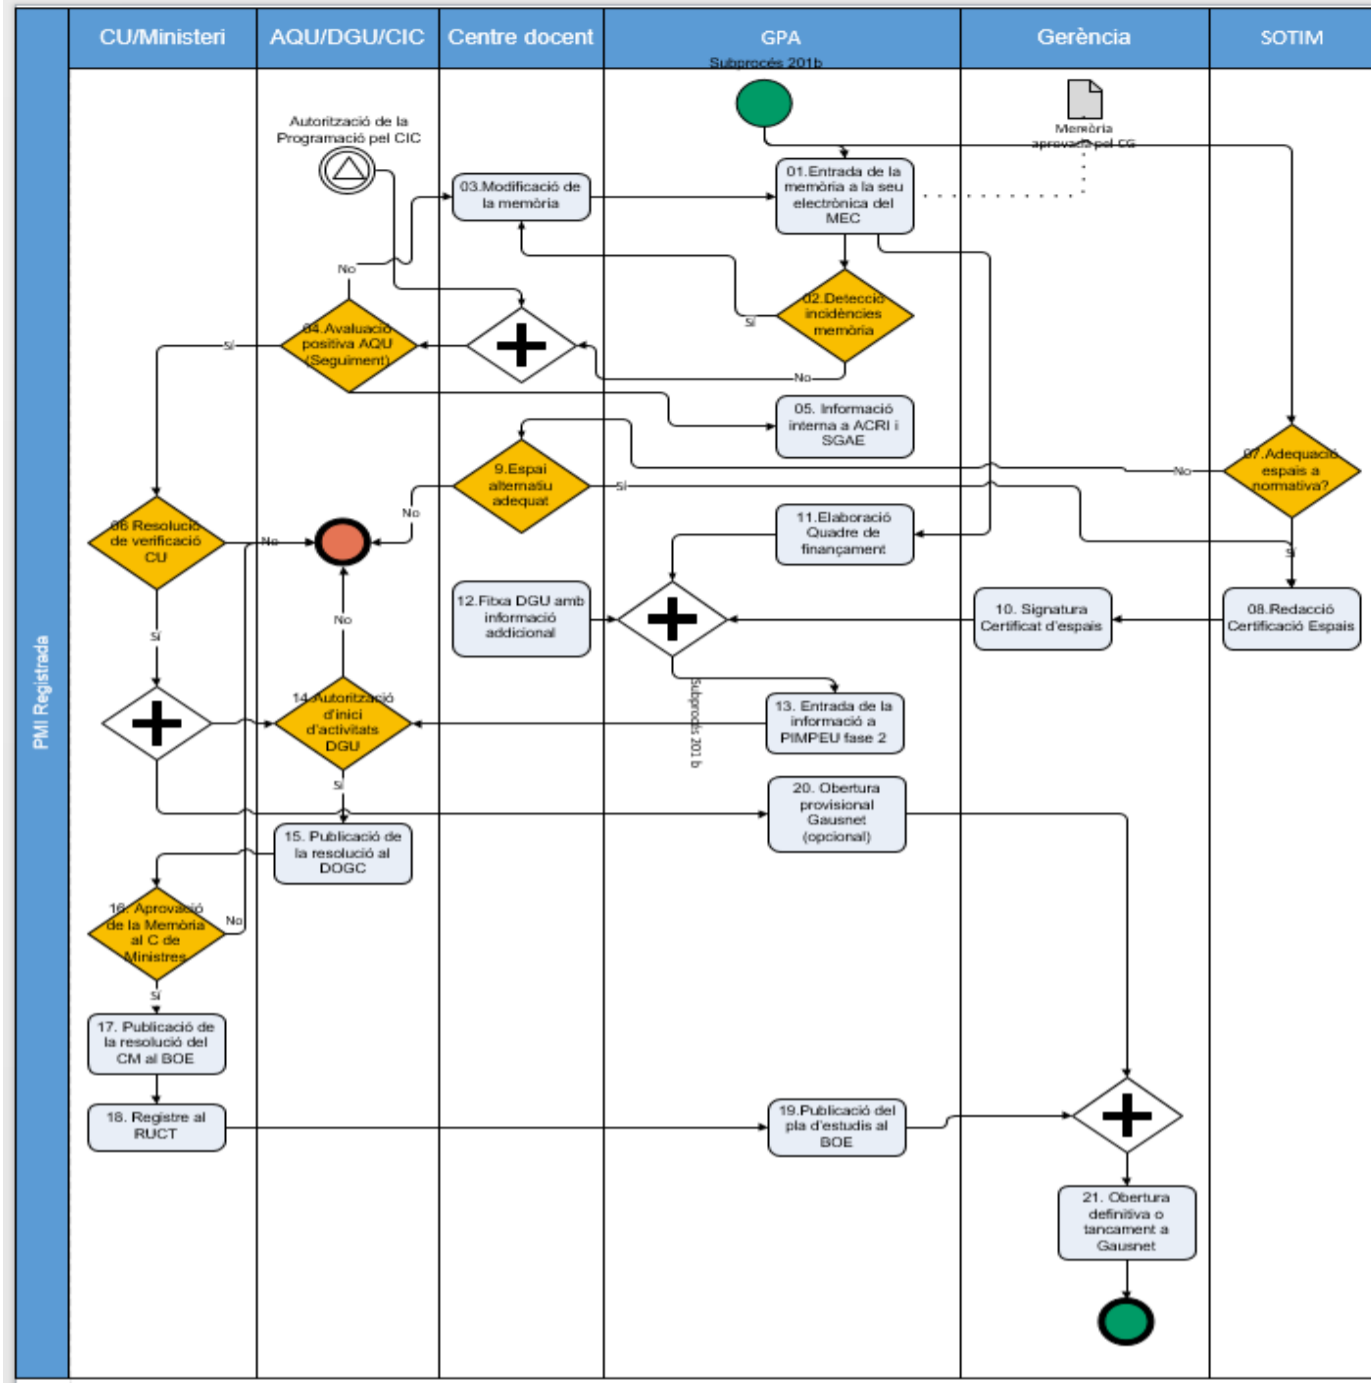 CU/Ministeri
AQU/DGU/CIC
Centre docent
GPA
Gerència
SOTIM
PMI Registrada
Subprocés 201b
Autorització de la
Programació pel CIC
Memòria
aprovada pel CG
01.Entrada de la
memòria a la seu
electrònica del
MEC
03.Modificació de
la memòria
No
02.Detecció
incidències
memòria
Sí
No
04.Avaluació
positiva AQU
(Seguiment)
Sí
05. Informació
interna a ACRI i
SGAE
07.Adequació
espais a
normativa?
No
Sí
9.Espai
alternatiu
adequat
Sí
No
06 Resolució
de verificació
CU
No
Sí
11.Elaboració
Quadre de
finançament
12.Fitxa DGU amb
informació
addicional
10. Signatura
Certificat d'espais
08.Redacció
Certificació Espais
No
Subprocés 201 b
14.Autorització
d'inici
d'activitats
DGU
Sí
13. Entrada de la
informació a
PIMPEU fase 2
20. Obertura
provisional
Gausnet
(opcional)
15. Publicació de
la resolució al
DOGC
16. Aprovació
de la Memòria
al C de
Ministres
No
Sí
17. Publicació de
la resolució del
CM al BOE
18. Registre al
RUCT
19.Publicació del
pla d'estudis al
BOE
21. Obertura
definitiva o
tancament a
Gausnet